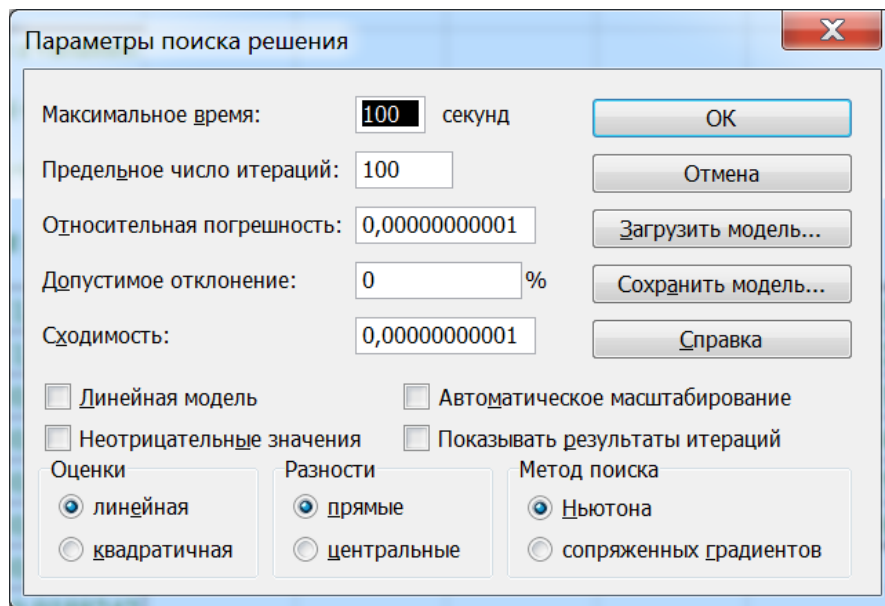 Параметры поиска решения
Максимальное время: 100 секунд
ОК
Предельное число итераций: 100
Отмена
Относительная погрешность: 0,00000000001
Загрузить модель...
Допустимое отклонение: 0 %
Сохранить модель...
Сходимость: 0,00000000001
Справка
Линейная модель
Автоматическое масштабирование
Неотрицательные значения
Показывать результаты итераций
Оценки
линейная
квадратичная
Разности
прямые
центральные
Метод поиска
Ньютона
сопряженных градиентов